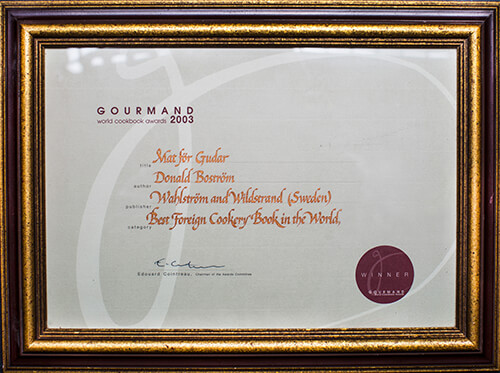 GOURMAND
world cookbook awards 2003
title Mat för Gudar
author Donald Boström
publisher Wahlström and Widstrand (Sweden)
category Best Foreign Cookery Book in the World,
Edouard Cointreau, Chairman of the Awards Committee
WINNER
GOURMAND